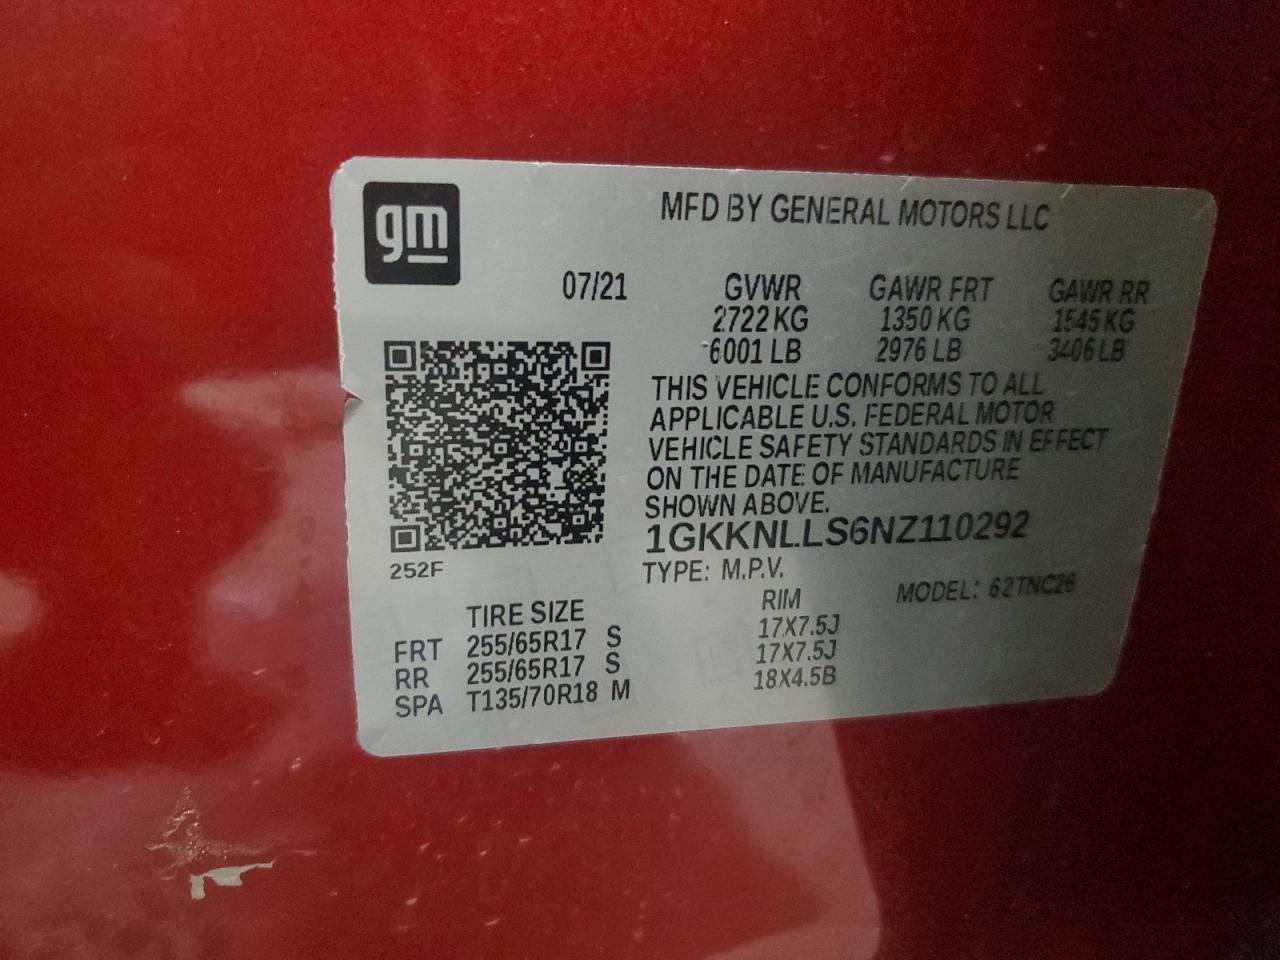 gm
MFD BY GENERAL MOTORS LLC
07/21 GVWR GAWR FRT GAWR RR
2722 KG 1350 KG 1545 KG
6001 LB 2976 LB 3406 LB
THIS VEHICLE CONFORMS TO ALL
APPLICABLE U.S. FEDERAL MOTOR
VEHICLE SAFETY STANDARDS IN EFFECT
ON THE DATE OF MANUFACTURE
SHOWN ABOVE.
1GKKNLLS6NZ110292
252F
TYPE: M.P.V. MODEL: 62TNC26
TIRE SIZE RIM
FRT 255/65R17 S 17X7.5J
RR 255/65R17 S 17X7.5J
SPA T135/70R18 M 18X4.5B